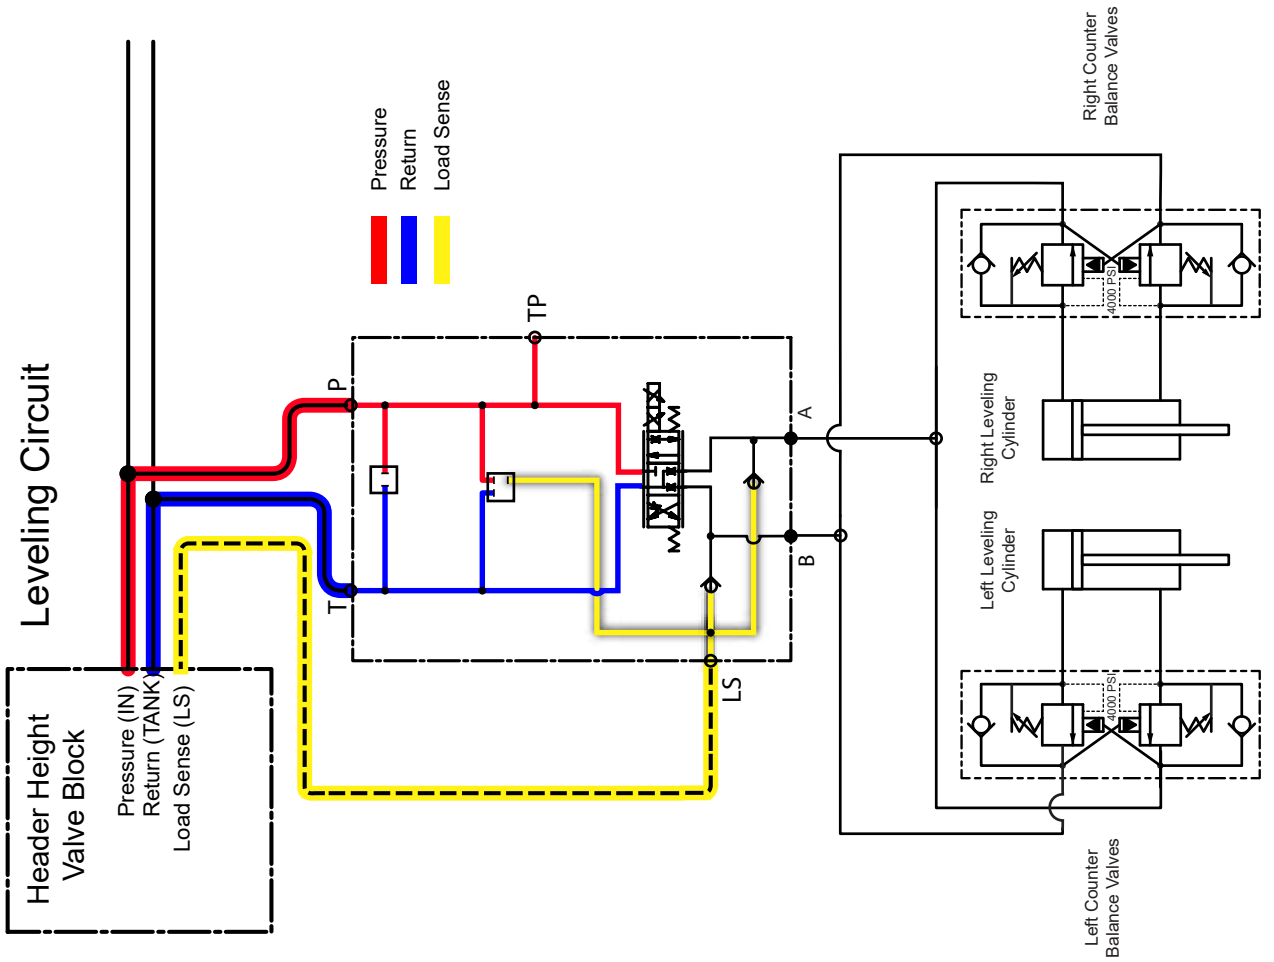 Leveling Circuit
Header Height
Valve Block
Pressure (IN)
Return (TANK)
Load Sense (LS)
Pressure
Return
Load Sense
T
P
TP
LS
B
A
Left Leveling
Cylinder
Right Leveling
Cylinder
4000 PSI
4000 PSI
Left Counter
Balance Valves
Right Counter
Balance Valves